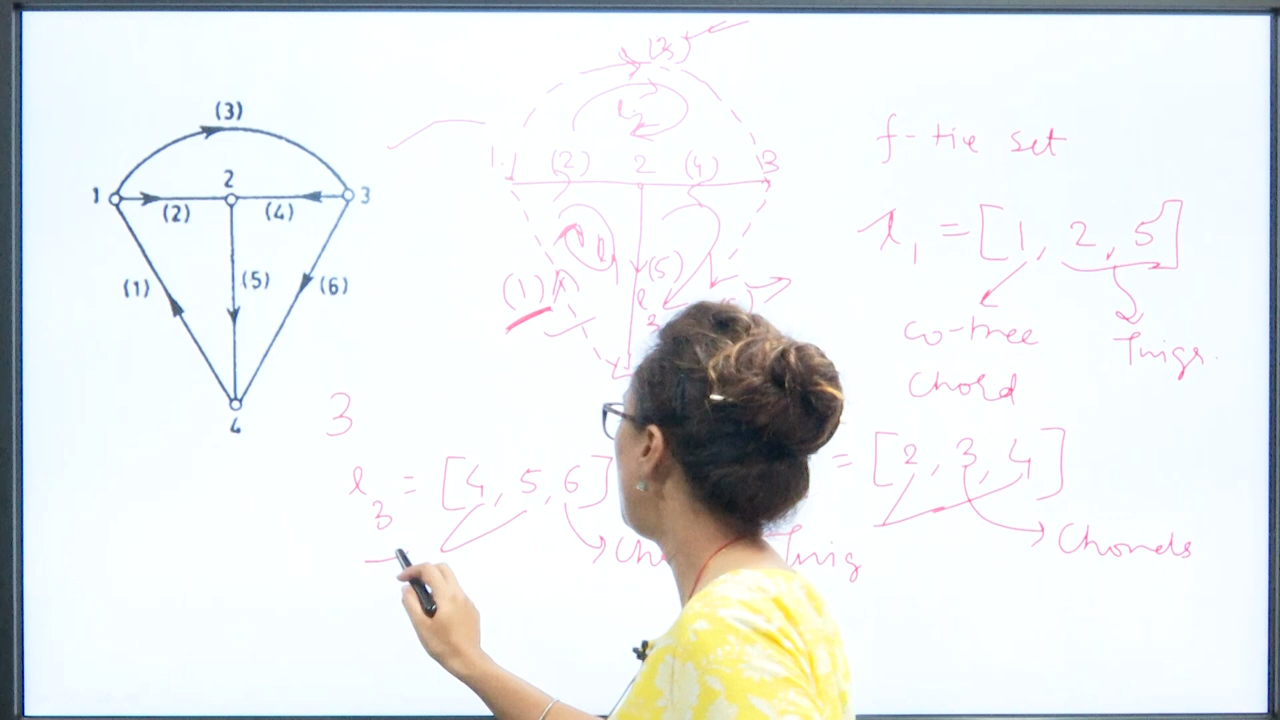 (3)
1 2 3
(2) (4)
(1) (5) (6)
4
(3)
1 (2) 2 (4) 3
(1) (5)
f-tie set
l1 = [1, 2, 5]
co-tree
chord
Twigs.
3
l3 = [4, 5, 6]
= [2, 3, 4]
Twig
Chords